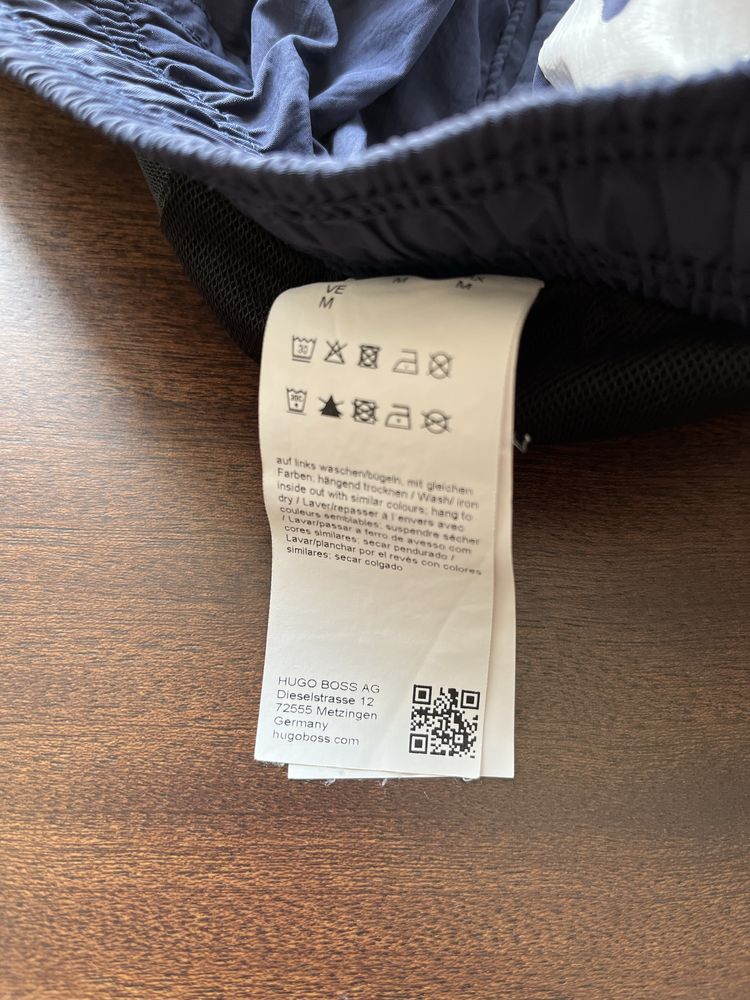 VE
M
M
M
30
30C
auf links waschen/bügeln, mit gleichen
Farben; hängend trocknen / Wash/ iron
inside out with similar colours; hang to
dry / Laver/repasser à l'envers avec
couleurs semblables; suspendre sécher
/ Lavar/passar a ferro de avesso com
cores similares; secar pendurado /
Lavar/planchar por el revés con colores
similares; secar colgado
HUGO BOSS AG
Dieselstrasse 12
72555 Metzingen
Germany
hugoboss.com